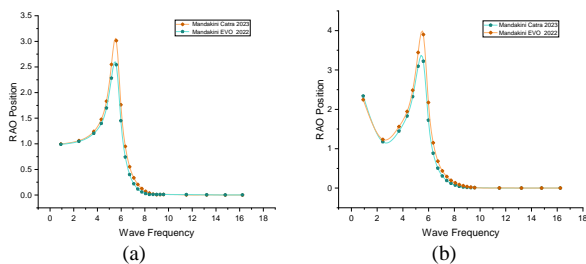 3.5
3.0
2.5
2.0
1.5
1.0
0.5
0.0
RAO Position
0 2 4 6 8 10 12 14 16 18
Wave Frequency
Mandakini Catra 2023
Mandakini EVO 2022
(a)
4
3
2
1
0
RAO Position
0 2 4 6 8 10 12 14 16 18
Wave Frequency
Mandakini Catra 2023
Mandakini EVO 2022
(b)